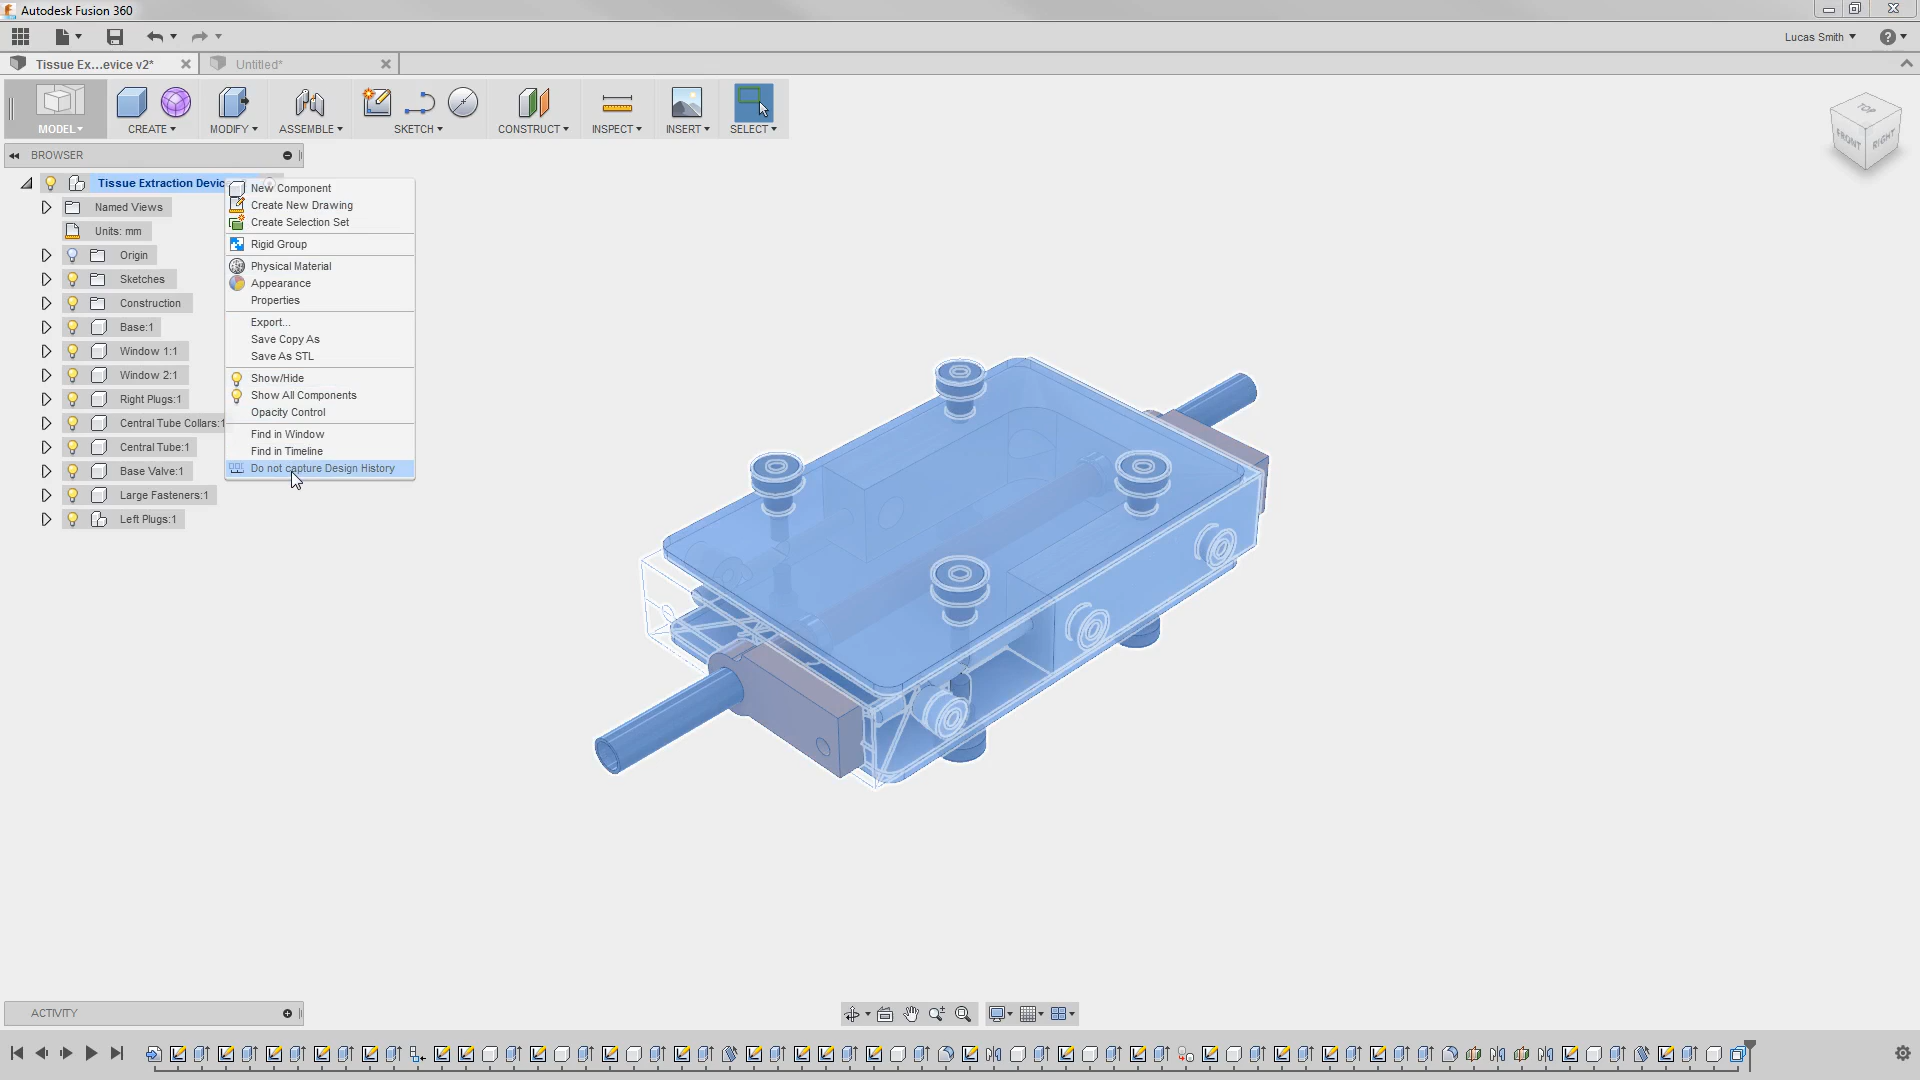 Autodesk Fusion 360
Lucas Smith
Tissue Ex...evice v2*
Untitled*
MODEL
CREATE
MODIFY
ASSEMBLE
SKETCH
CONSTRUCT
INSPECT
INSERT
SELECT
TOP
FRONT
RIGHT
BROWSER
Tissue Extraction Devic
Named Views
Units: mm
Origin
Sketches
Construction
Base:1
Window 1:1
Window 2:1
Right Plugs:1
Central Tube Collars:1
Central Tube:1
Base Valve:1
Large Fasteners:1
Left Plugs:1
New Component
Create New Drawing
Create Selection Set
Rigid Group
Physical Material
Appearance
Properties
Export...
Save Copy As
Save As STL
Show/Hide
Show All Components
Opacity Control
Find in Window
Find in Timeline
Do not capture Design History
ACTIVITY